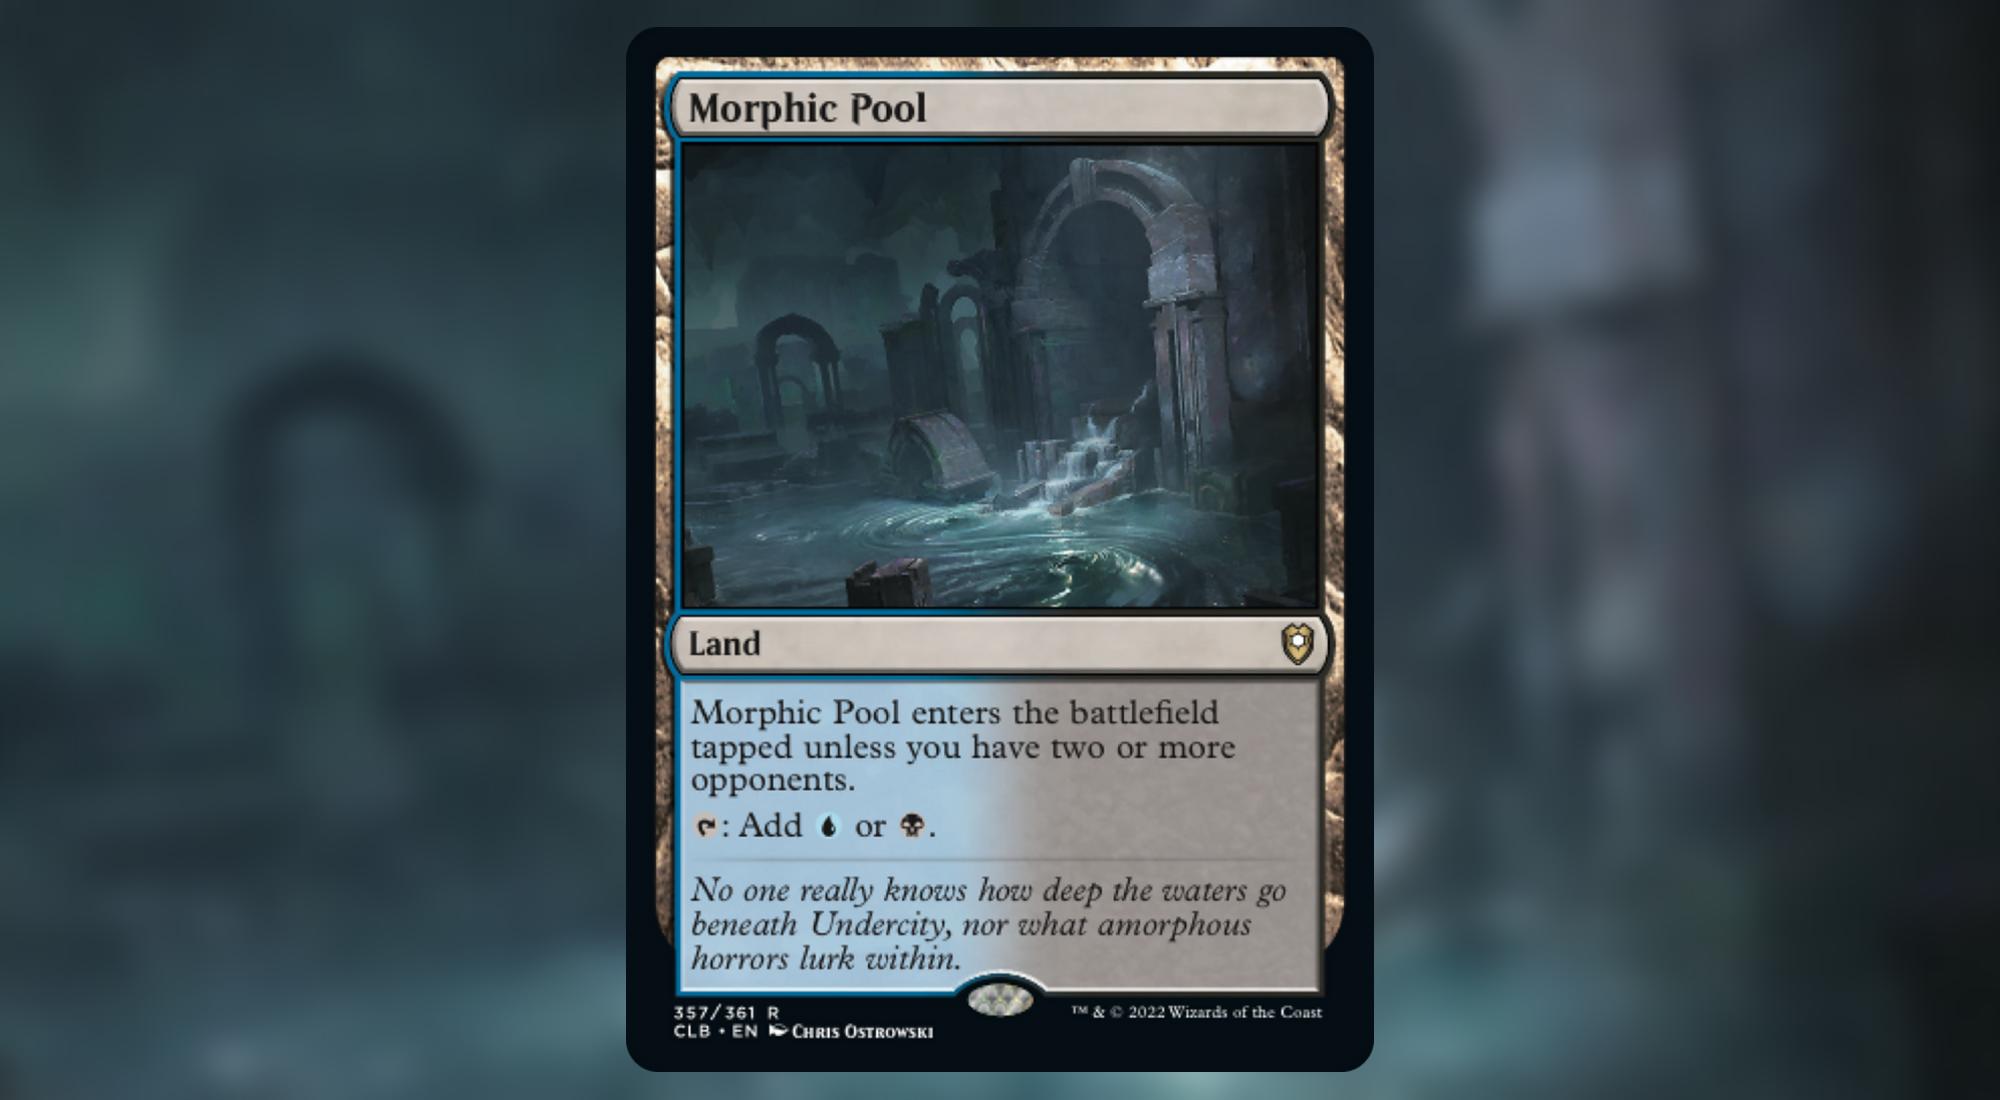 Morphic Pool
Land
Morphic Pool enters the battlefield
tapped unless you have two or more
opponents.
: Add or .
No one really knows how deep the waters go
beneath Undercity, nor what amorphous
horrors lurk within.
357/361 R
CLB • EN Chris Ostrowski
™ & © 2022 Wizards of the Coast